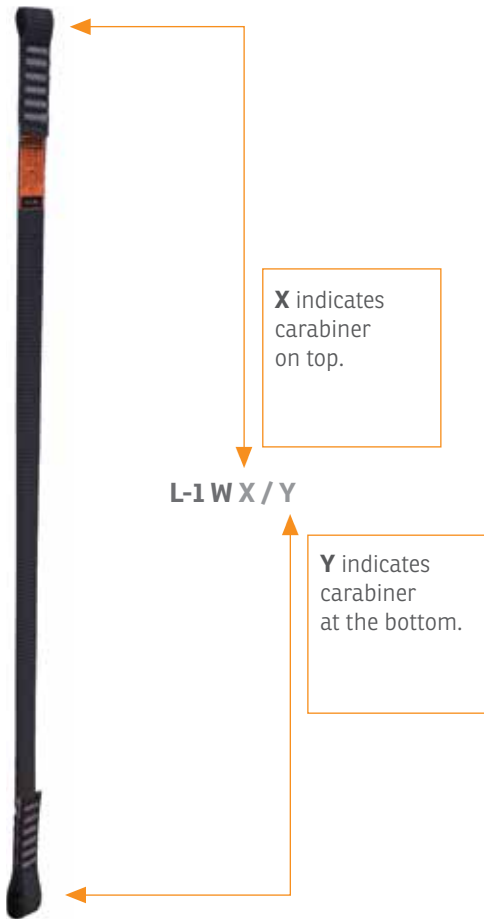 X indicates
carabiner
on top.
L-1 W X / Y
Y indicates
carabiner
at the bottom.